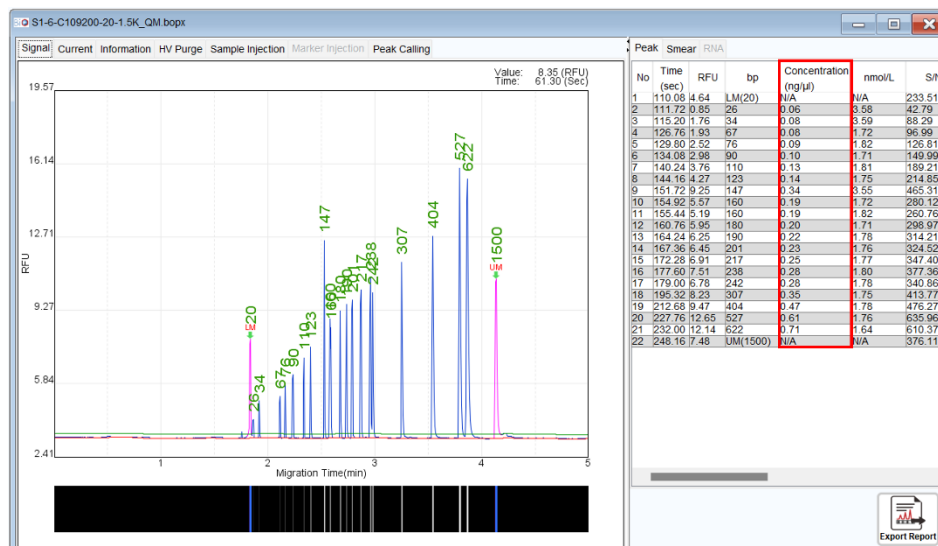 S1-6-C109200-20-1.5K_QM.bopx
Signal Current Information HV Purge Sample Injection Marker Injection Peak Calling
Value: 8.35 (RFU)
Time: 61.30 (Sec)
19.57
16.14
12.71
9.27
5.84
2.41
RFU
LM
20
26
34
67
76
90
110
123
147
160
160
180
190
201
217
238
242
307
404
527
622
UM
1500
1 2 3 4 5
Migration Time(min)
Peak Smear RNA
No Time (sec) RFU bp Concentration (ng/µl) nmol/L S/N
1 110.08 4.64 LM(20) N/A N/A 233.51
2 111.72 0.85 26 0.06 3.58 42.79
3 115.20 1.76 34 0.08 3.59 88.29
4 126.76 1.93 67 0.08 1.72 96.99
5 129.80 2.52 76 0.09 1.82 126.81
6 134.08 2.98 90 0.10 1.71 149.99
7 140.24 3.76 110 0.13 1.81 189.21
8 144.16 4.27 123 0.14 1.75 214.85
9 151.72 9.25 147 0.34 3.55 465.31
10 154.92 5.57 160 0.19 1.72 280.12
11 155.44 5.19 160 0.19 1.82 260.76
12 160.76 5.95 180 0.20 1.71 298.97
13 164.24 6.25 190 0.22 1.78 314.21
14 167.36 6.45 201 0.23 1.76 324.52
15 172.28 6.91 217 0.25 1.77 347.40
16 177.60 7.51 238 0.28 1.80 377.36
17 179.00 6.78 242 0.28 1.78 340.86
18 195.32 8.23 307 0.35 1.75 413.77
19 212.68 9.47 404 0.47 1.78 476.27
20 227.76 12.65 527 0.61 1.76 635.96
21 232.00 12.14 622 0.71 1.64 610.37
22 248.16 7.48 UM(1500) N/A N/A 376.11
Export Report